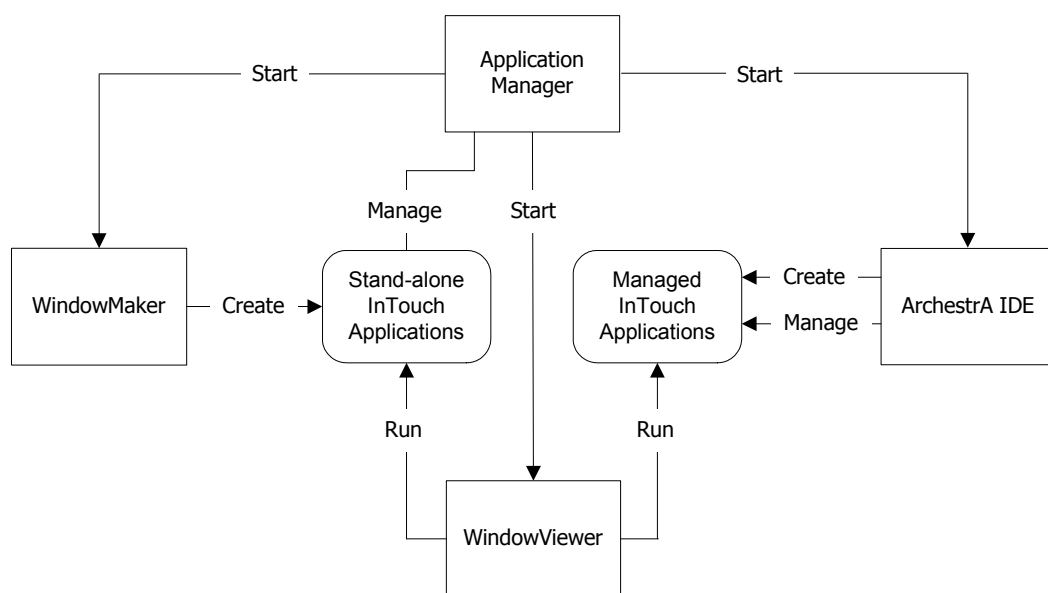 Application
Manager
Start
Start
Manage
Start
WindowMaker
Create
Stand-alone
InTouch
Applications
Managed
InTouch
Applications
Create
Manage
ArchestrA IDE
Run
Run
WindowViewer